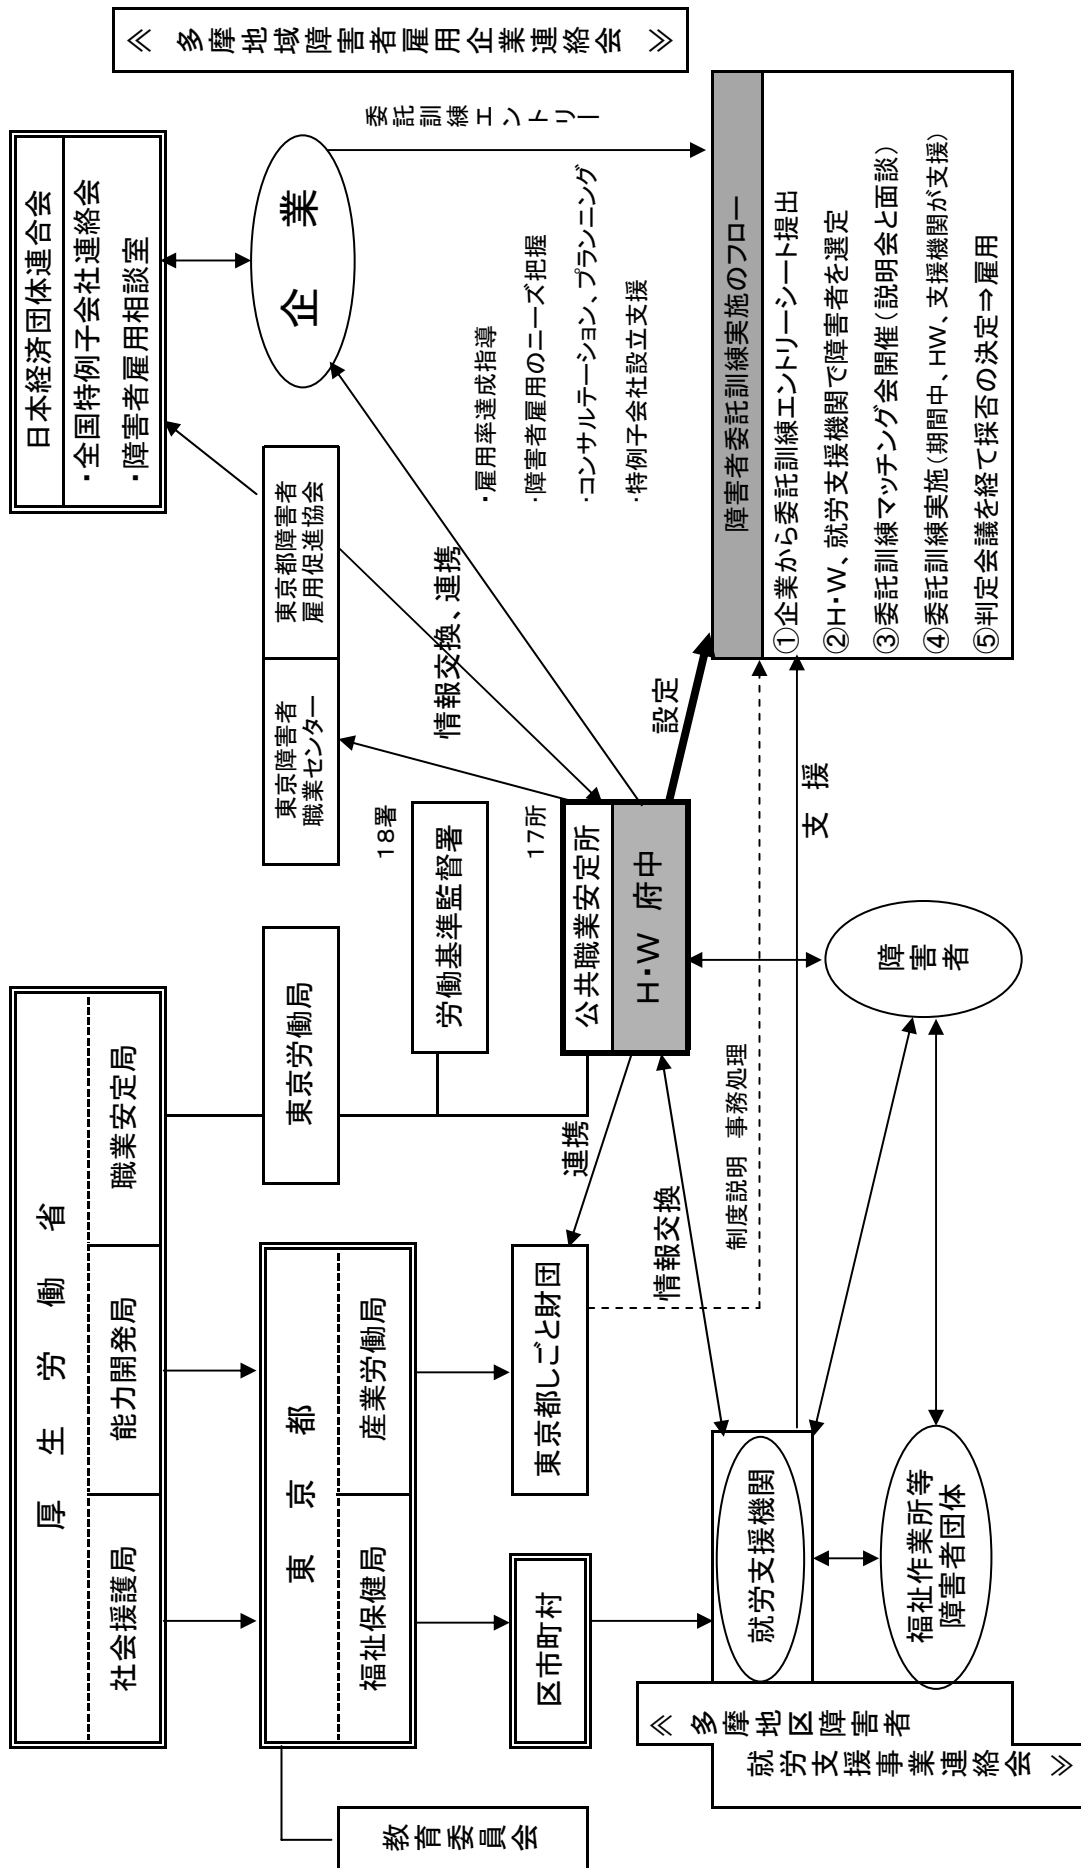 厚生労働省
社会援護局
能力開発局
職業安定局
日本経済団体連合会
・全国特例子会社連絡会
・障害者雇用相談室
≪ 多摩地域障害者雇用企業連絡会 ≫
東京都
福祉保健局
産業労働局
東京労働局
東京障害者
職業センター
東京都障害者
雇用促進協会
企業
教育委員会
18署
労働基準監督署
委託訓練エントリー
区市町村
東京都しごと財団
連携
17所
公共職業安定所
H・W 府中
情報交換、連携
・雇用率達成指導
・障害者雇用のニーズ把握
・コンサルテーション、プランニング
・特例子会社設立支援
情報交換
設定
制度説明 事務処理
支援
障害者委託訓練実施のフロー
①企業から委託訓練エントリーシート提出
②H・W、就労支援機関で障害者を選定
③委託訓練マッチング会開催(説明会と面談)
④委託訓練実施(期間中、HW、支援機関が支援)
⑤判定会議を経て採否の決定⇒雇用
就労支援機関
障害者
福祉作業所等
障害者団体
≪ 多摩地区障害者
就労支援事業連絡会 ≫